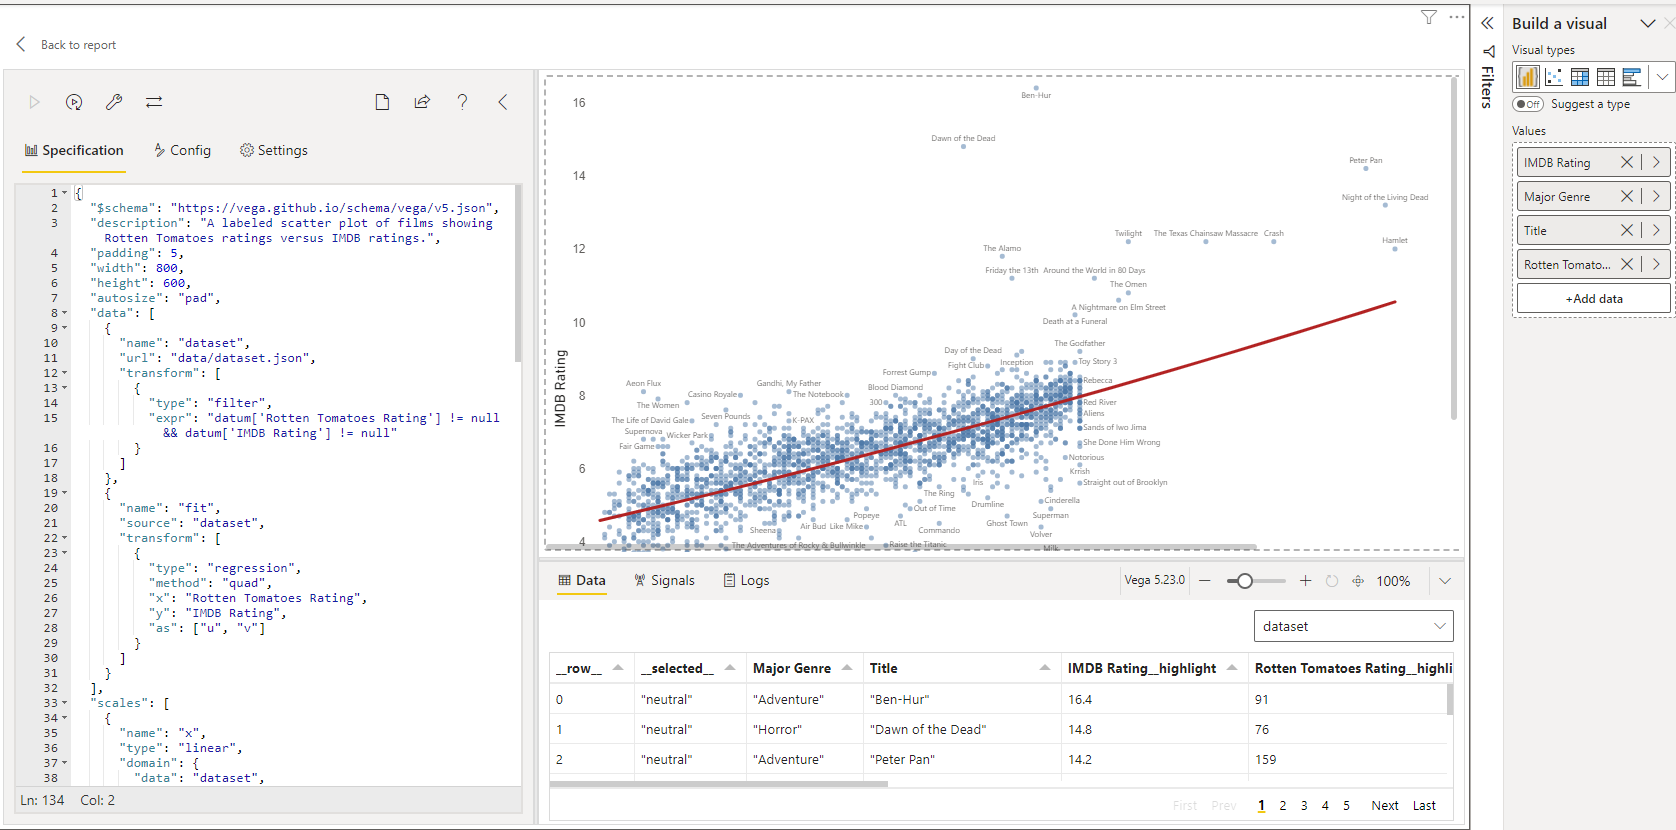 Back to report
Specification
Config
Settings
1 {
2 "$schema": "https://vega.github.io/schema/vega/v5.json",
3 "description": "A labeled scatter plot of films showing
Rotten Tomatoes ratings versus IMDB ratings.",
4 "padding": 5,
5 "width": 800,
6 "height": 600,
7 "autosize": "pad",
8 "data": [
9 {
10 "name": "dataset",
11 "url": "data/dataset.json",
12 "transform": [
13 {
14 "type": "filter",
15 "expr": "datum['Rotten Tomatoes Rating'] != null
&& datum['IMDB Rating'] != null"
16 }
17 ]
18 },
19 {
20 "name": "fit",
21 "source": "dataset",
22 "transform": [
23 {
24 "type": "regression",
25 "method": "quad",
26 "x": "Rotten Tomatoes Rating",
27 "y": "IMDB Rating",
28 "as": ["u", "v"]
29 }
30 ]
31 }
32 ],
33 "scales": [
34 {
35 "name": "x",
36 "type": "linear",
37 "domain": {
38 "data": "dataset",
Ln: 134 Col: 2
IMDB Rating
16
14
12
10
8
6
4
Ben-Hur
Dawn of the Dead
Peter Pan
Night of the Living Dead
Twilight
The Texas Chainsaw Massacre
Crash
Hamlet
The Alamo
Friday the 13th
Around the World in 80 Days
The Omen
A Nightmare on Elm Street
Death at a Funeral
The Godfather
Day of the Dead
Fight Club
Inception
Toy Story 3
Forrest Gump
Rebecca
Aeon Flux
Casino Royale
Gandhi, My Father
The Notebook
Blood Diamond
300
Red River
The Women
Seven Pounds
K-PAX
Aliens
The Life of David Gale
Supernova
Wicker Park
Fair Game
Sands of Iwo Jima
She Done Him Wrong
Notorious
Krrish
Iris
Straight out of Brooklyn
The Ring
Drumline
Cinderella
Out of Time
Superman
Popeye
ATL
Ghost Town
Sheena
Air Bud
Like Mike
Commando
Volver
The Adventures of Rocky & Bullwinkle
Raise the Titanic
Milk
Data
Signals
Logs
Vega 5.23.0
100%
dataset
__row__ __selected__ Major Genre Title IMDB Rating__highlight Rotten Tomatoes Rating__highli
0 "neutral" "Adventure" "Ben-Hur" 16.4 91
1 "neutral" "Horror" "Dawn of the Dead" 14.8 76
2 "neutral" "Adventure" "Peter Pan" 14.2 159
First Prev 1 2 3 4 5 Next Last
Filters
Build a visual
Visual types
Off Suggest a type
Values
IMDB Rating
Major Genre
Title
Rotten Tomato...
+Add data